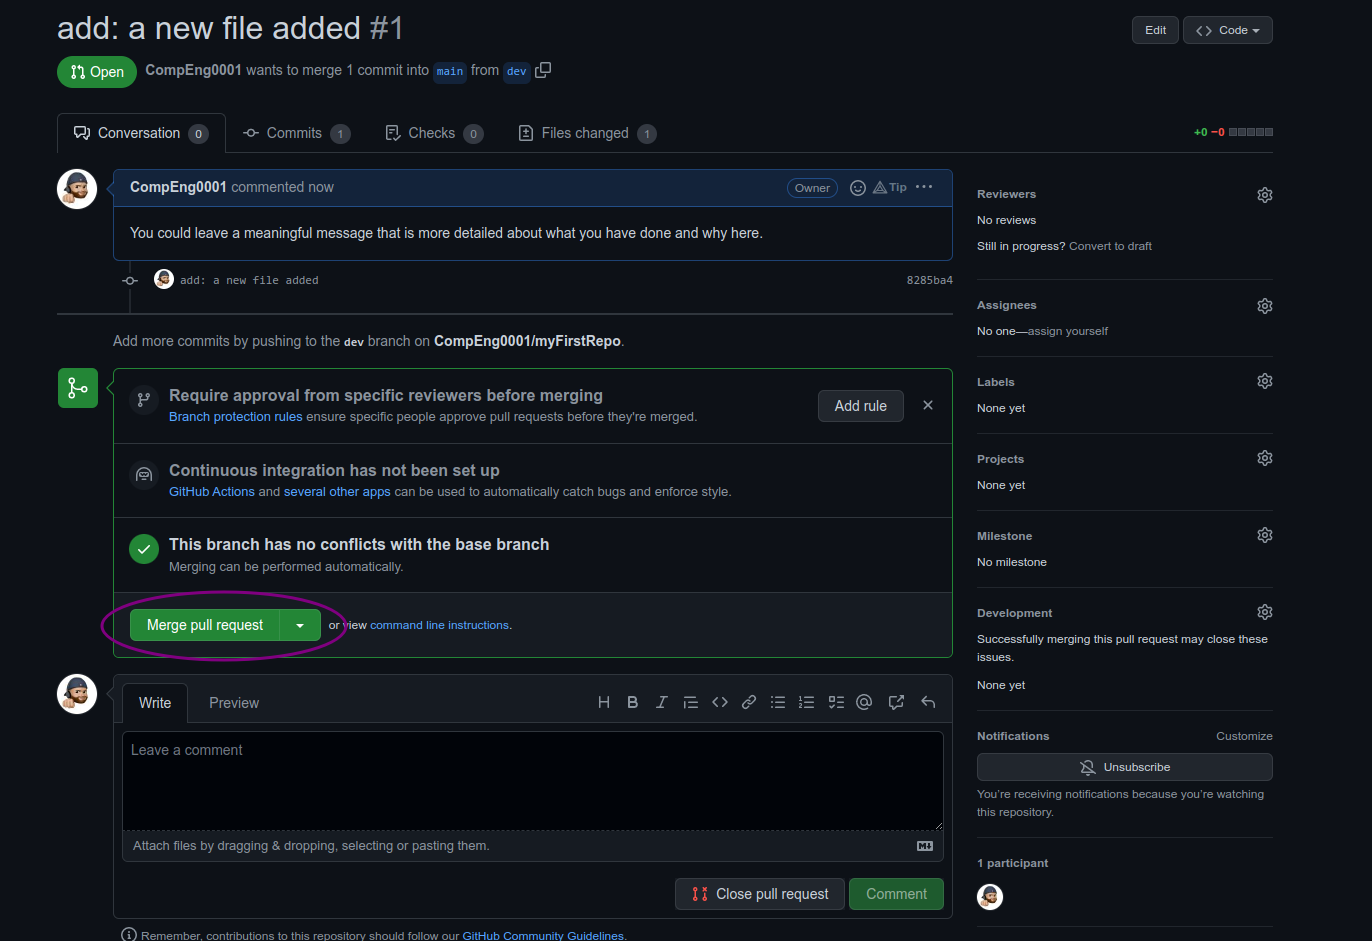 add: a new file added #1
Edit
Code
Open
CompEng0001 wants to merge 1 commit into main from dev
Conversation 0
Commits 1
Checks 0
Files changed 1
+0 −0
CompEng0001 commented now
Owner
Tip
You could leave a meaningful message that is more detailed about what you have done and why here.
add: a new file added
8285ba4
Add more commits by pushing to the dev branch on CompEng0001/myFirstRepo.
Require approval from specific reviewers before merging
Branch protection rules ensure specific people approve pull requests before they're merged.
Add rule
Continuous integration has not been set up
GitHub Actions and several other apps can be used to automatically catch bugs and enforce style.
This branch has no conflicts with the base branch
Merging can be performed automatically.
Merge pull request
or view command line instructions.
Write
Preview
Leave a comment
Attach files by dragging & dropping, selecting or pasting them.
Close pull request
Comment
Remember, contributions to this repository should follow our GitHub Community Guidelines.
Reviewers
No reviews
Still in progress? Convert to draft
Assignees
No one—assign yourself
Labels
None yet
Projects
None yet
Milestone
No milestone
Development
Successfully merging this pull request may close these
issues.
None yet
Notifications
Customize
Unsubscribe
You're receiving notifications because you're watching
this repository.
1 participant